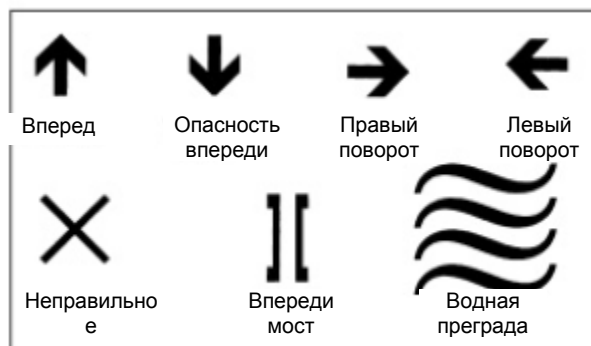 Вперед
Опасность
впереди
Правый
поворот
Левый
поворот
Неправильно
е
Впереди
мост
Водная
преграда